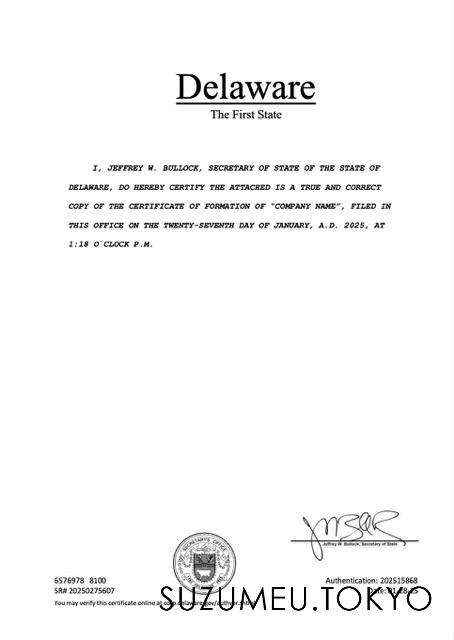 Delaware
The First State
I, JEFFREY W. BULLOCK, SECRETARY OF STATE OF THE STATE OF
DELAWARE, DO HEREBY CERTIFY THE ATTACHED IS A TRUE AND CORRECT
COPY OF THE CERTIFICATE OF FORMATION OF "COMPANY NAME", FILED IN
THIS OFFICE ON THE TWENTY-SEVENTH DAY OF JANUARY, A.D. 2025, AT
1:18 O`CLOCK P.M.
Jeffrey W. Bullock, Secretary of State
SECRETARY'S OFFICE
6576978 8100
SR# 20250275607
Authentication: 202515868
Date: 01-28-25
You may verify this certificate online at corp.delaware.gov/authver.shtml
SUZUMEU.TOKYO